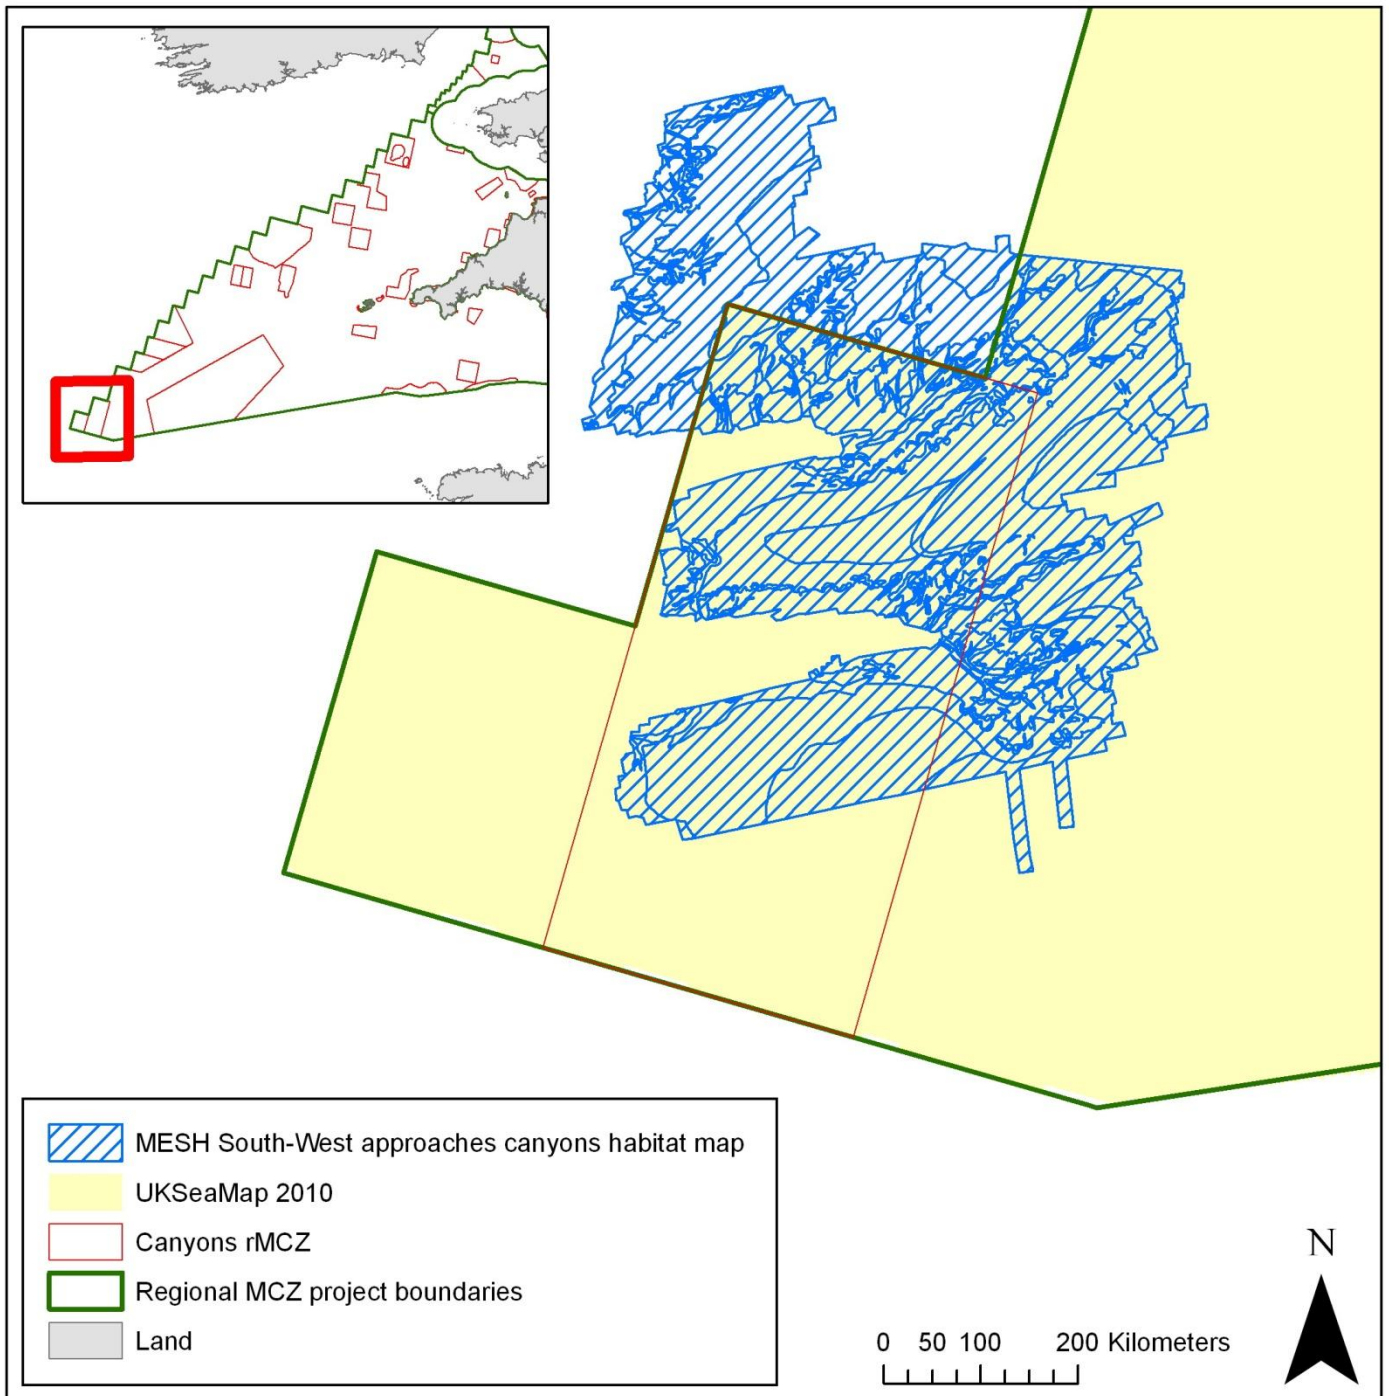 MESH South-West approaches canyons habitat map
UKSeaMap 2010
Canyons rMCZ
Regional MCZ project boundaries
Land
N
0 50 100 200 Kilometers